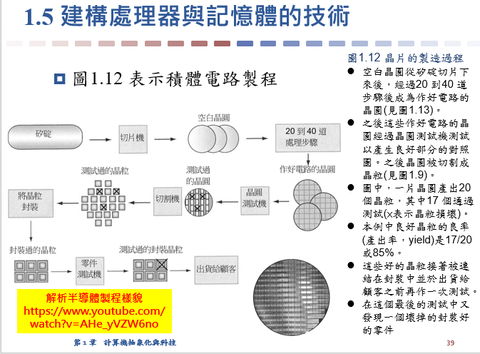 1.5 建構處理器與記憶體的技術
圖1.12 表示積體電路製程
矽碇
切片機
空白晶圓
20 到 40 道
處理步驟
測試過的晶粒
測試過
的晶圓
作好電路的晶圓
將晶粒
封裝
切割機
晶圓
測試機
封裝過的晶粒
測試過的封裝晶粒
零件
測試機
出貨給顧客
解析半導體製程樣貌
https://www.youtube.com/
watch?v=AHe_yVZW6no
圖1.12 晶片的製造過程
空白晶圓從矽碇切片下
來後，經過20 到40 道
步驟後成為作好電路的
晶圓(見圖1.13)。
之後這些作好電路的晶
圓經過晶圓測試機測試
以產生良好部分的對照
圖。之後晶圓被切割成
晶粒(見圖1.9)。
圖中，一片晶圓產出20
個晶粒，其中17 個通過
測試(x表示晶粒損壞)。
本例中良好晶粒的良率
(產出率，yield)是17/20
或85%。
這些好的晶粒接著被連
結在封裝中並於出貨給
顧客之前再作一次測試。
在這個最後的測試中又
發現一個壞掉的封裝好
的零件
第 1 章 計算機抽象化與科技
39